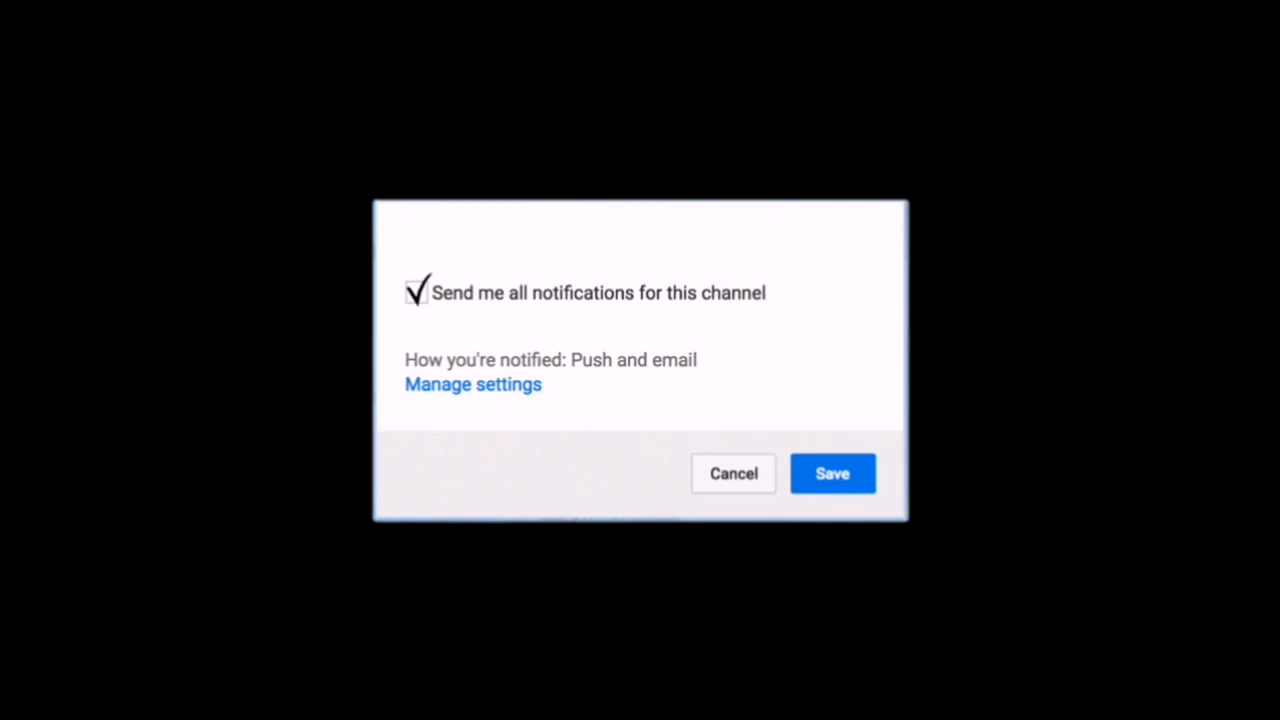 Send me all notifications for this channel
How you're notified: Push and email
Manage settings
Cancel
Save